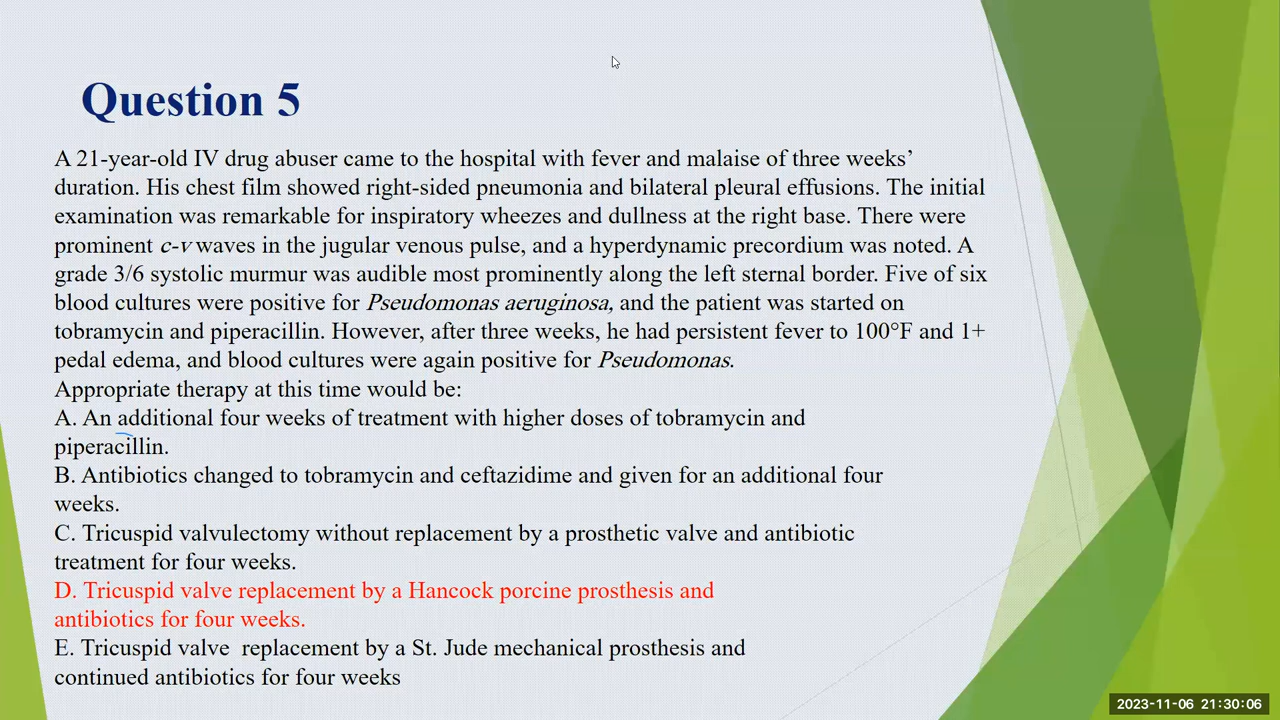 Question 5
A 21-year-old IV drug abuser came to the hospital with fever and malaise of three weeks’
duration. His chest film showed right-sided pneumonia and bilateral pleural effusions. The initial
examination was remarkable for inspiratory wheezes and dullness at the right base. There were
prominent c-v waves in the jugular venous pulse, and a hyperdynamic precordium was noted. A
grade 3/6 systolic murmur was audible most prominently along the left sternal border. Five of six
blood cultures were positive for Pseudomonas aeruginosa, and the patient was started on
tobramycin and piperacillin. However, after three weeks, he had persistent fever to 100°F and 1+
pedal edema, and blood cultures were again positive for Pseudomonas.
Appropriate therapy at this time would be:
A. An additional four weeks of treatment with higher doses of tobramycin and
piperacillin.
B. Antibiotics changed to tobramycin and ceftazidime and given for an additional four
weeks.
C. Tricuspid valvulectomy without replacement by a prosthetic valve and antibiotic
treatment for four weeks.
D. Tricuspid valve replacement by a Hancock porcine prosthesis and
antibiotics for four weeks.
E. Tricuspid valve  replacement by a St. Jude mechanical prosthesis and
continued antibiotics for four weeks
2023-11-06 21:30:06